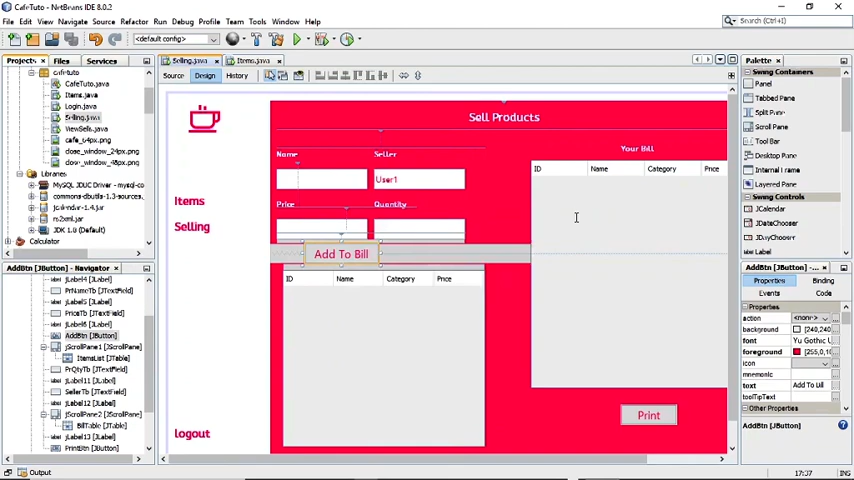 CafeTuto - NetBeans IDE 8.0.2
File Edit View Navigate Source Refactor Run Debug Profile Team Tools Window Help
Search (Ctrl+I)
<default config>
Projects Files Services
cafetuto
CafeTuto.java
Items.java
Login.java
Selling.java
ViewSells.java
cafe_64px.png
close_window_24px.png
close_window_48px.png
Libraries
MySQL JDBC Driver - mysql-co
commons-dbutils-1.3-sources
jcalendar-1.4.jar
rs2xml.jar
JDK 1.8 (Default)
Calculator
AddBtn [JButton] - Navigator
jLabel4 [JLabel]
PrNameTb [JTextField]
jLabel5 [JLabel]
PriceTb [JTextField]
jLabel6 [JLabel]
AddBtn [JButton]
jScrollPane1 [JScrollPane]
ItemsList [JTable]
PrQtyTb [JTextField]
jLabel11 [JLabel]
SellerTb [JTextField]
jLabel12 [JLabel]
jScrollPane2 [JScrollPane]
BillTable [JTable]
jLabel13 [JLabel]
PrintBtn [JButton]
Selling.java Items.java
Source Design History
Sell Products
Name Seller
User1
Price Quantity
Add To Bill
Items
Selling
logout
ID Name Category Price
Your Bill
ID Name Category Price
Print
Palette
Swing Containers
Panel
Tabbed Pane
Split Pane
Scroll Pane
Tool Bar
Desktop Pane
Internal Frame
Layered Pane
Swing Controls
JCalendar
JDateChooser
JDayChooser
Label
AddBtn [JButton] -...
Properties Binding
Events Code
Properties
action <none>
background [240,240
font Yu Gothic U
foreground [255,0,10
icon
mnemonic
text Add To Bill
toolTipText
Other Properties
AddBtn [JButton]
Output
17:37 INS